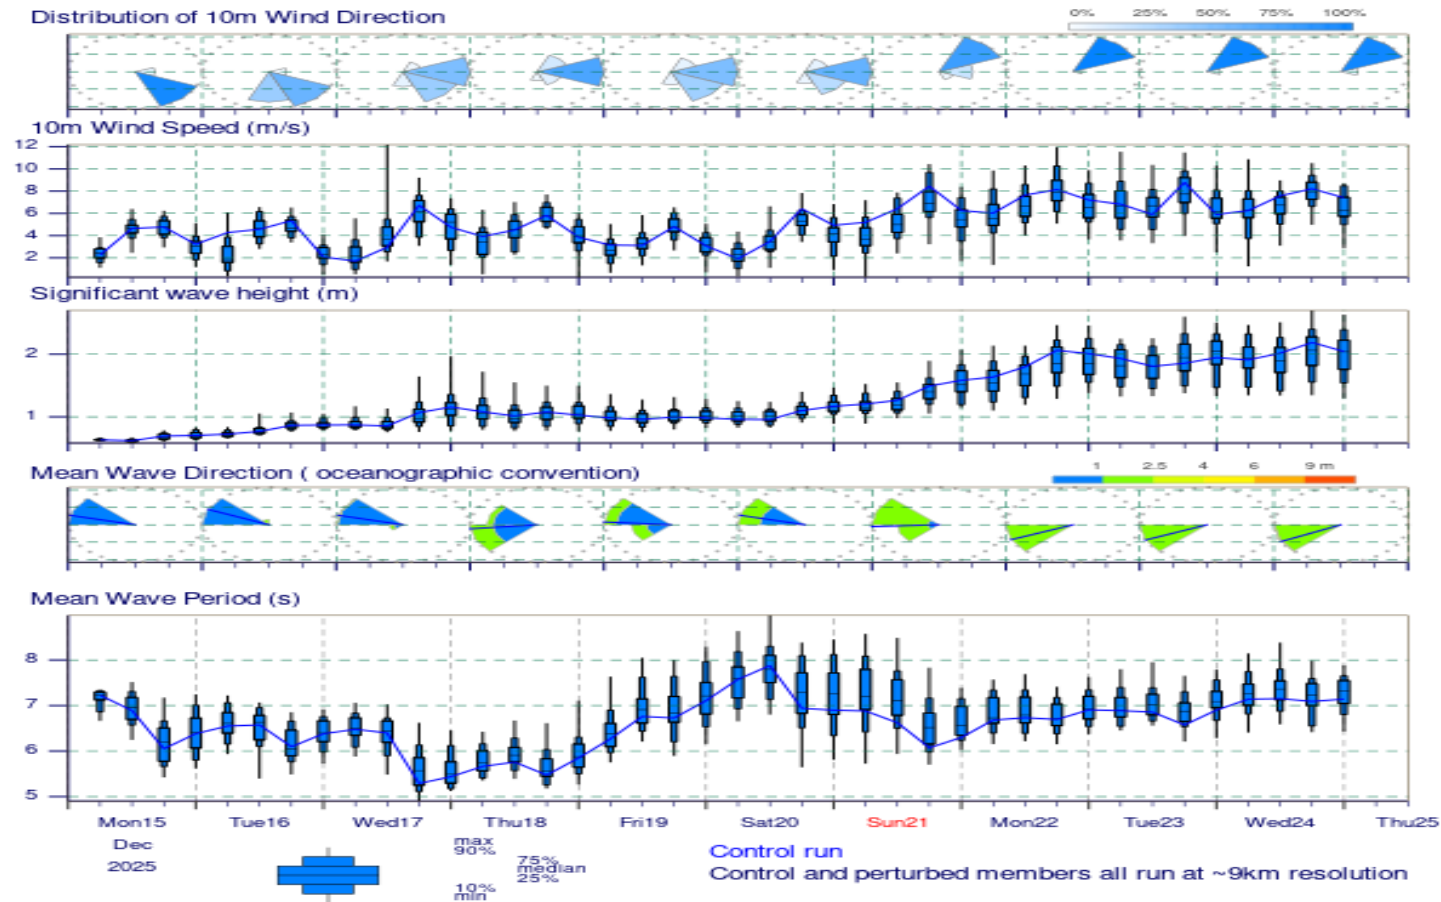 Distribution of 10m Wind Direction
0% 25% 50% 75% 100%
10m Wind Speed (m/s)
12
10
8
6
4
2
Significant wave height (m)
2
1
Mean Wave Direction ( oceanographic convention)
1 2.5 4 6 9 m
Mean Wave Period (s)
8
7
6
5
Mon15 Tue16 Wed17 Thu18 Fri19 Sat20 Sun21 Mon22 Tue23 Wed24 Thu25
Dec
2025
max
90%
75%
median
25%
10%
min
Control run
Control and perturbed members all run at ~9km resolution